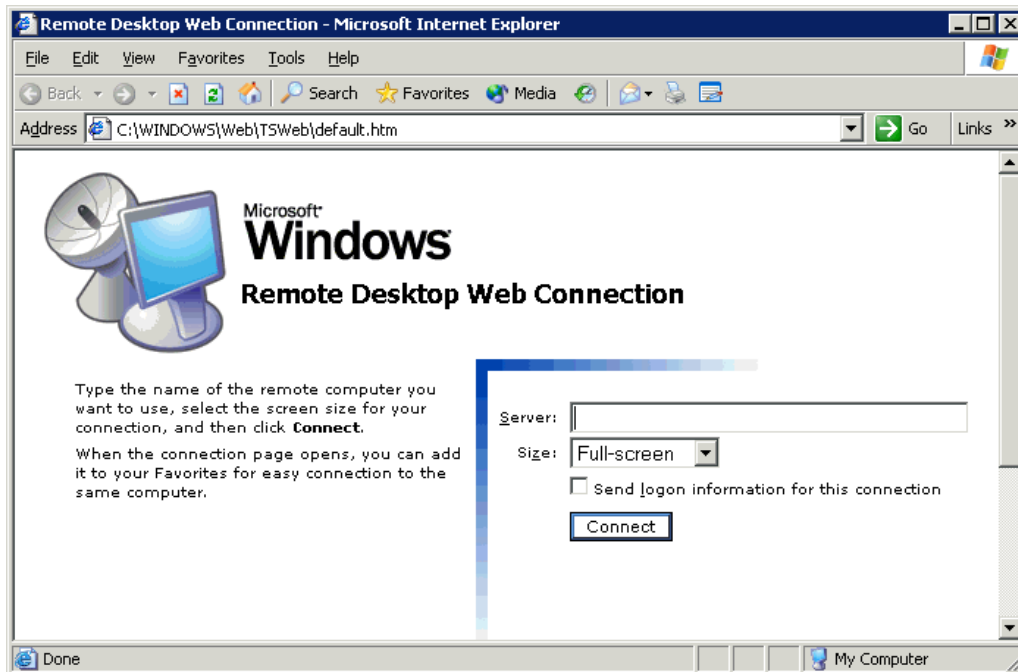 Remote Desktop Web Connection - Microsoft Internet Explorer
File Edit View Favorites Tools Help
Back Search Favorites Media
Address C:\WINDOWS\Web\TSWeb\default.htm Go Links »
Microsoft
Windows
Remote Desktop Web Connection
Type the name of the remote computer you
want to use, select the screen size for your
connection, and then click Connect.
When the connection page opens, you can add
it to your Favorites for easy connection to the
same computer.
Server:
Size: Full-screen
Send logon information for this connection
Connect
Done My Computer